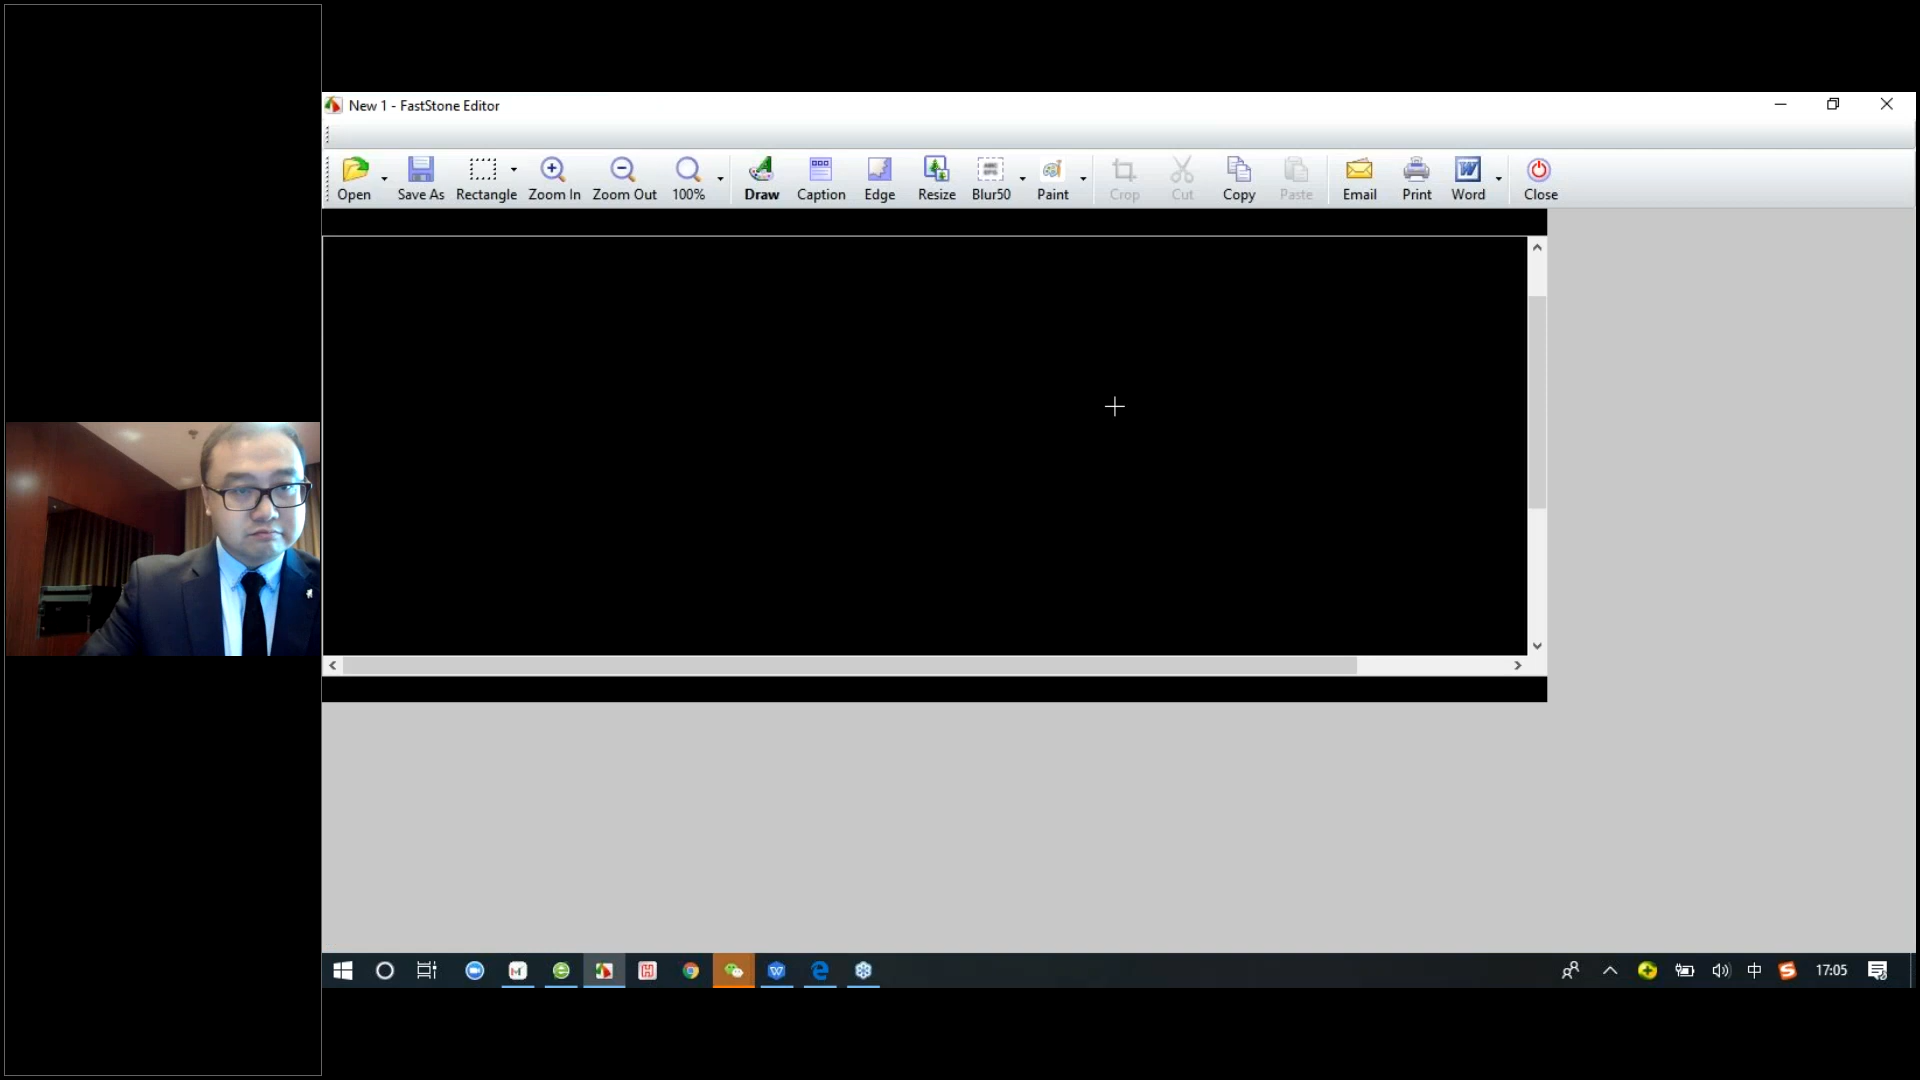 New 1 - FastStone Editor
Open Save As Rectangle Zoom In Zoom Out 100% Draw Caption Edge Resize Blur50 Paint Crop Cut Copy Paste Email Print Word Close
中 17:05